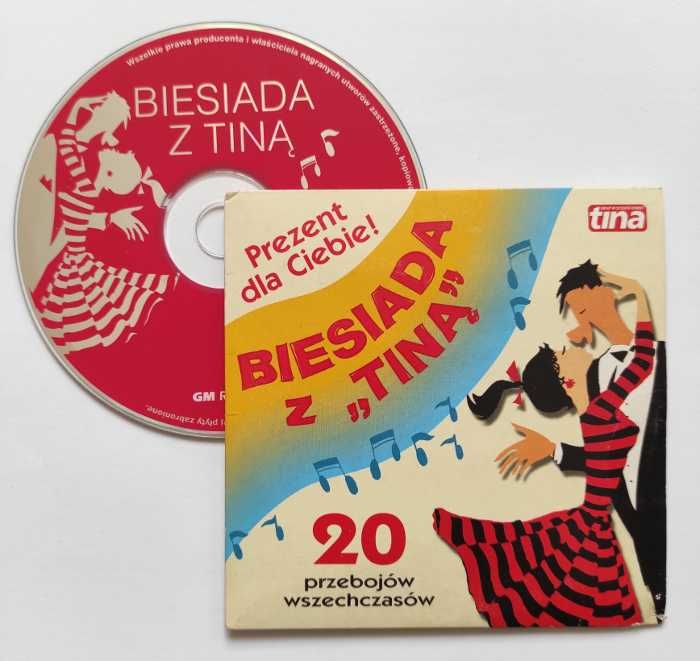 Wszelkie prawa producenta i właściciela nagranych utworów zastrzeżone, kopiow
BIESIADA
Z TINĄ
GM R
j płyty zabronione.
tina
Prezent
dla Ciebie!
BIESIADA
Z „TINĄ”
20
przebojów
wszechczasów